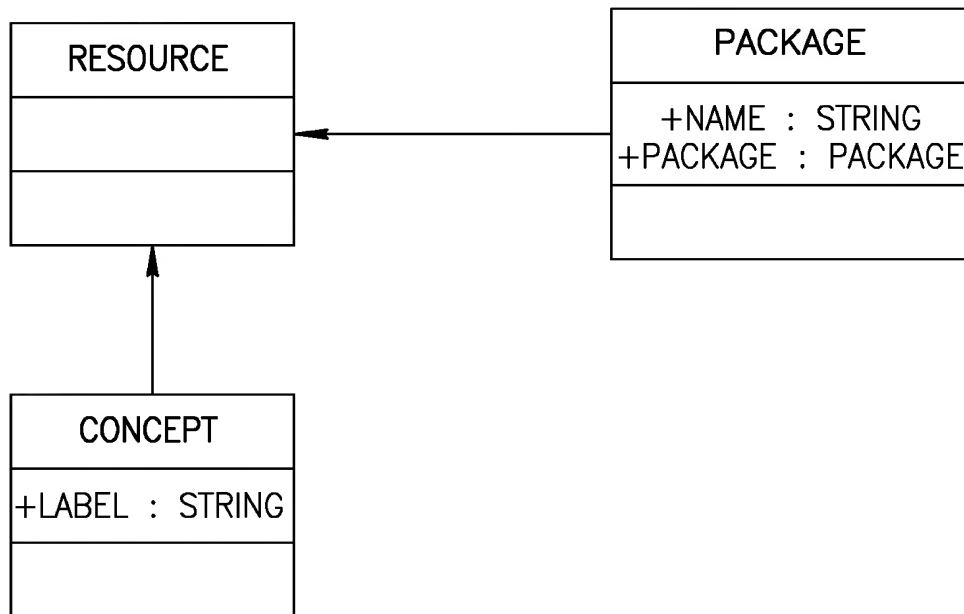 RESOURCE
PACKAGE
+NAME : STRING
+PACKAGE : PACKAGE
CONCEPT
+LABEL : STRING